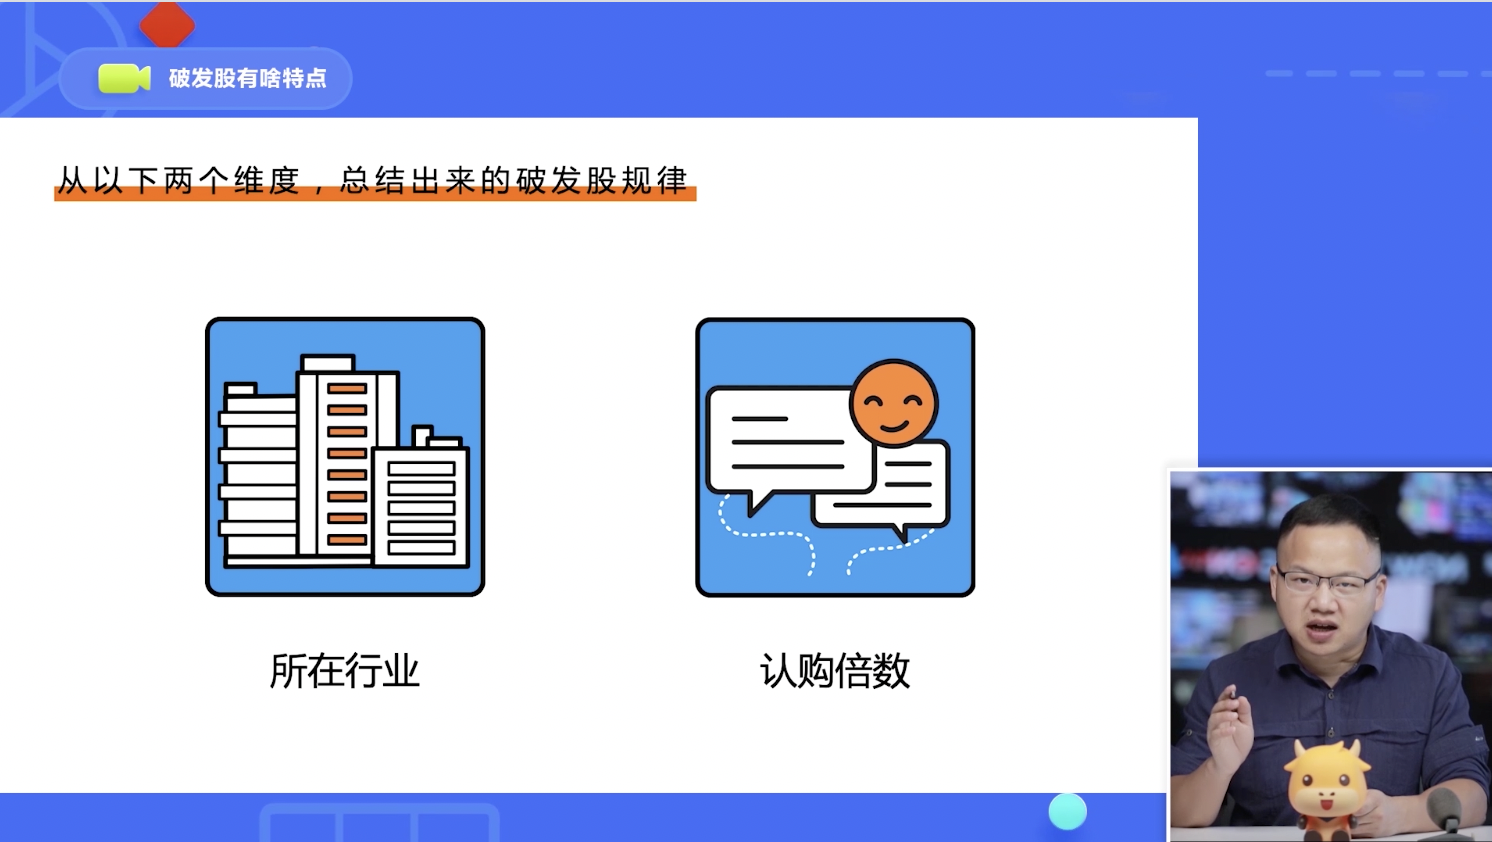 破发股有啥特点
从以下两个维度，总结出来的破发股规律
所在行业
认购倍数